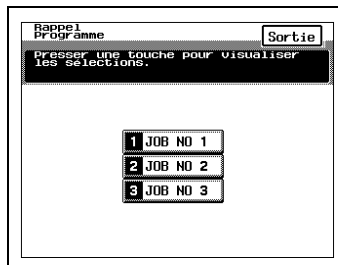 Rappel
Programme
Sortie
Presser une touche pour visualiser
les sélections.
1 JOB NO 1
2 JOB NO 2
3 JOB NO 3